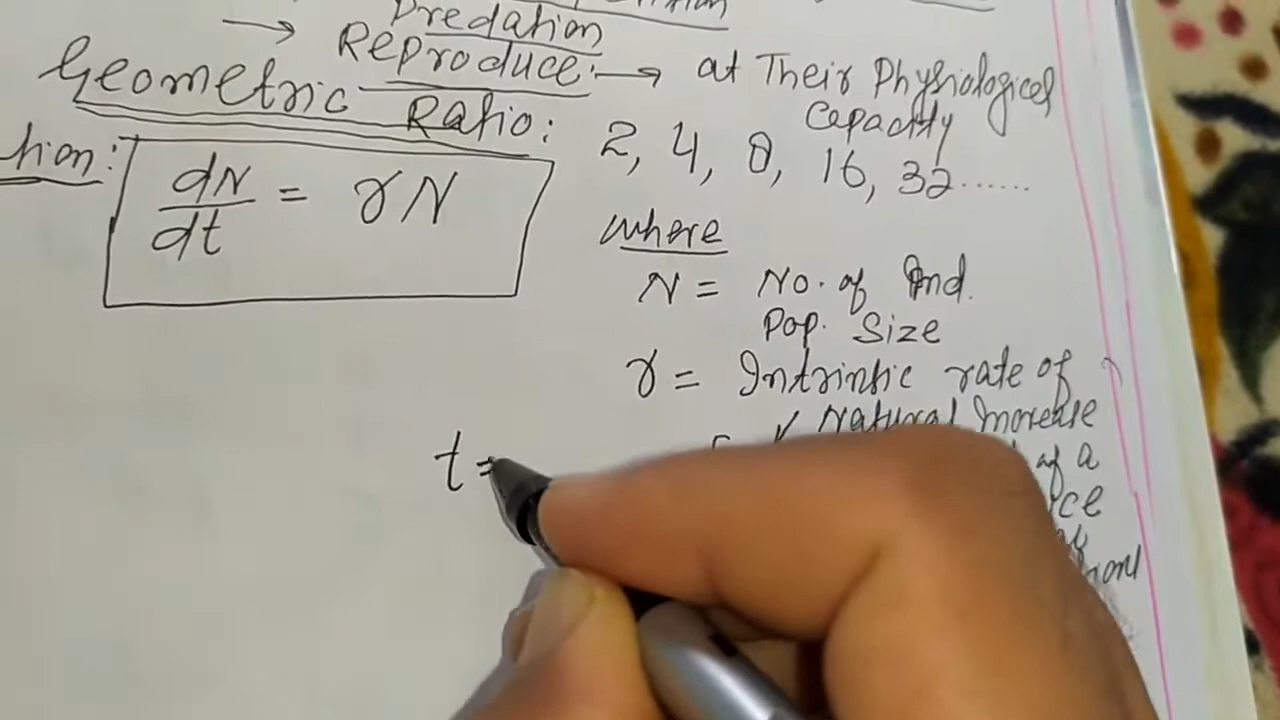 → Predation
Reproduce: → at Their Physiological
Capacity
Geometric Ratio: 2, 4, 8, 16, 32......
tion: dN/dt = rN
where
N = No. of Ind.
Pop. Size
r = Intrinsic rate of
Natural Increase
of a
t =